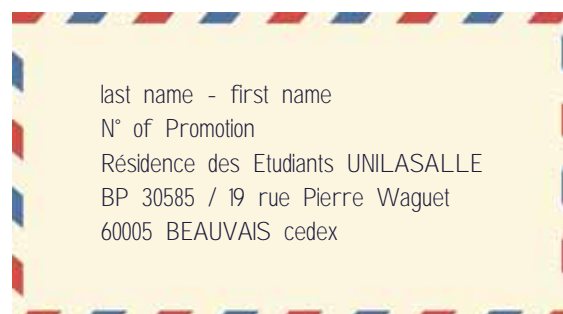 last name - first name
N° of Promotion
Résidence des Etudiants UNILASALLE
BP 30585 / 19 rue Pierre Waguet
60005 BEAUVAIS cedex